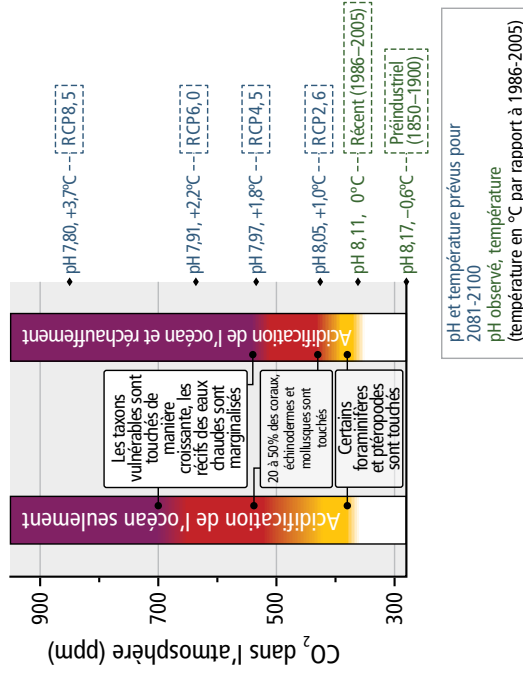 CO2 dans l'atmosphère (ppm)
900
700
500
300
Acidification de l'océan seulement
Acidification de l'océan et réchauffement
Les taxons
vulnérables sont
touchés de
manière
croissante, les
récifs des eaux
chaudes sont
marginalisés
20 à 50% des coraux,
échinodermes et
mollusques sont
touchés
Certains
foraminifères
et ptéropodes
sont touchés
pH 7,80, +3,7°C
RCP8,5
pH 7,91, +2,2°C
RCP6,0
pH 7,97, +1,8°C
RCP4,5
pH 8,05, +1,0°C
RCP2,6
pH 8,11, 0°C
Récent (1986–2005)
pH 8,17, –0,6°C
Préindustriel
(1850–1900)
pH et température prévus pour
2081-2100
pH observé, température
(température en °C par rapport à 1986-2005)